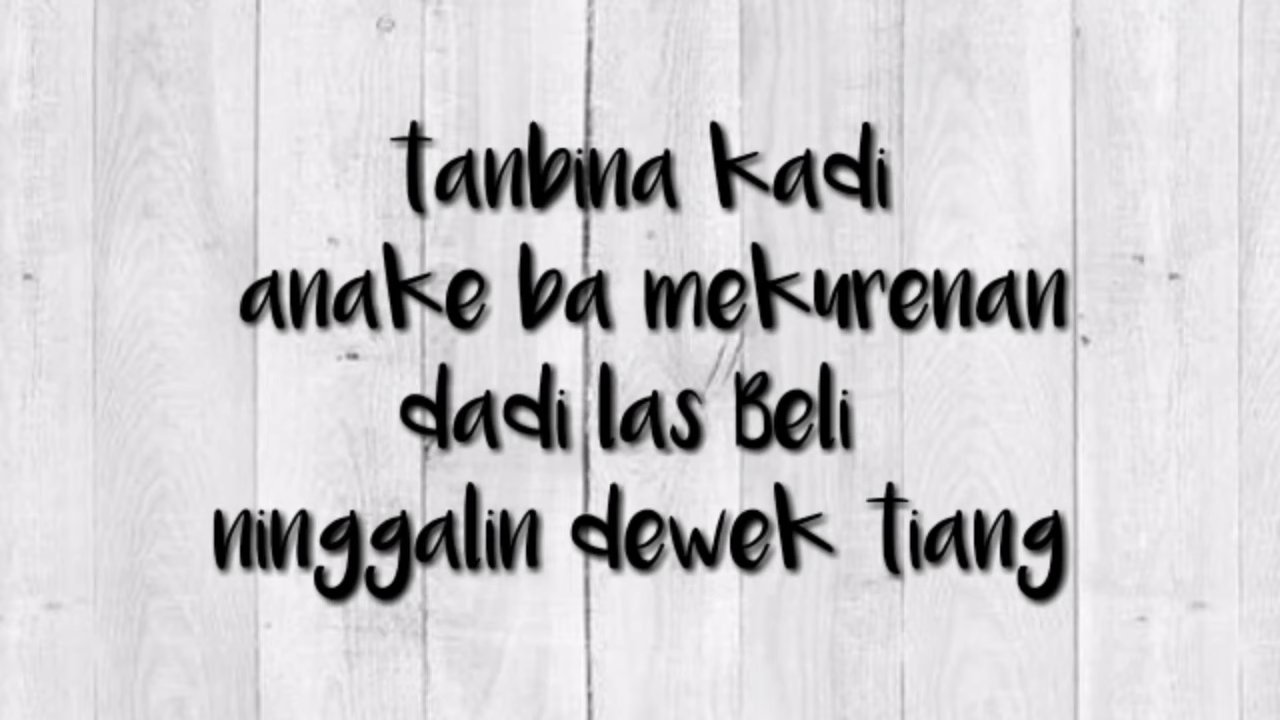 tanbina kadi
anake ba mekurenan
dadi las Beli
ninggalin dewek tiang